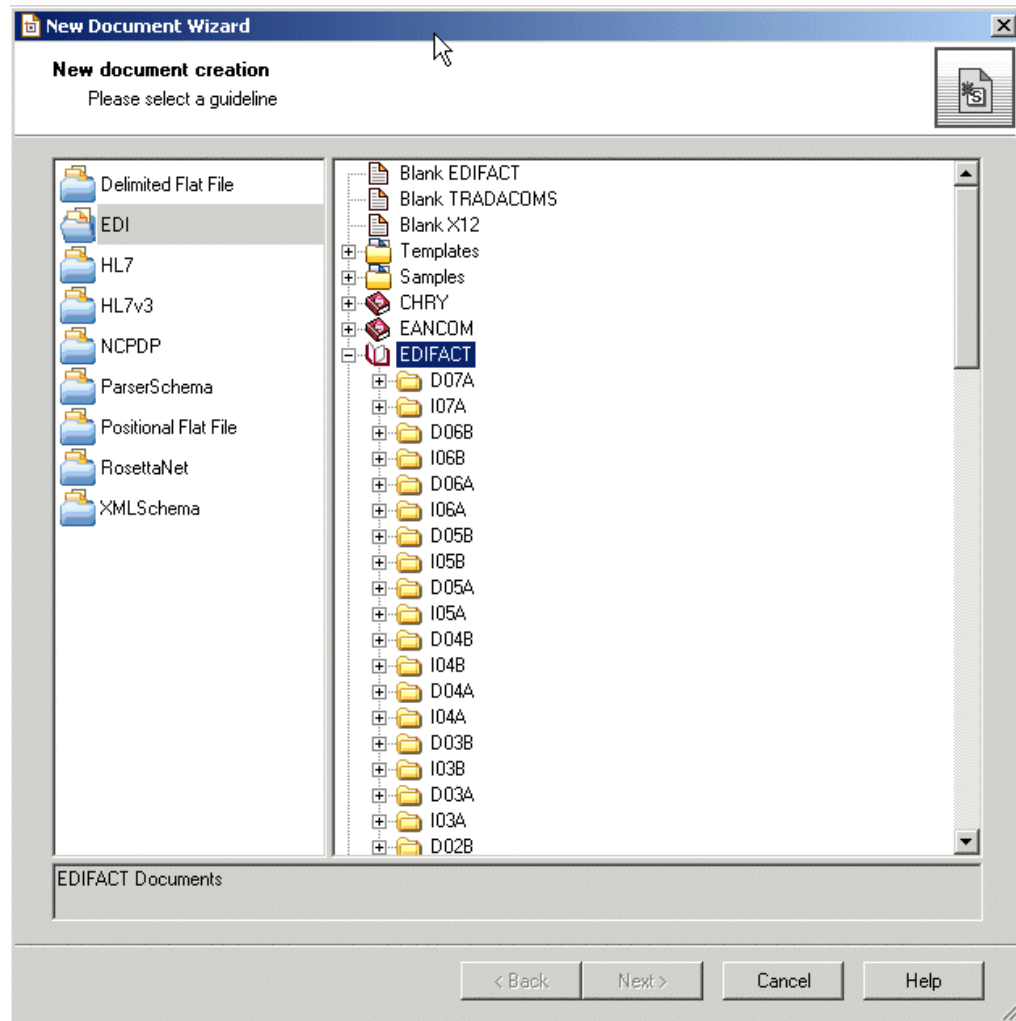 New Document Wizard
New document creation
Please select a guideline
Delimited Flat File
EDI
HL7
HL7v3
NCPDP
ParserSchema
Positional Flat File
RosettaNet
XMLSchema
Blank EDIFACT
Blank TRADACOMS
Blank X12
Templates
Samples
CHRY
EANCOM
EDIFACT
D07A
I07A
D06B
I06B
D06A
I06A
D05B
I05B
D05A
I05A
D04B
I04B
D04A
I04A
D03B
I03B
D03A
I03A
D02B
EDIFACT Documents
< Back
Next >
Cancel
Help